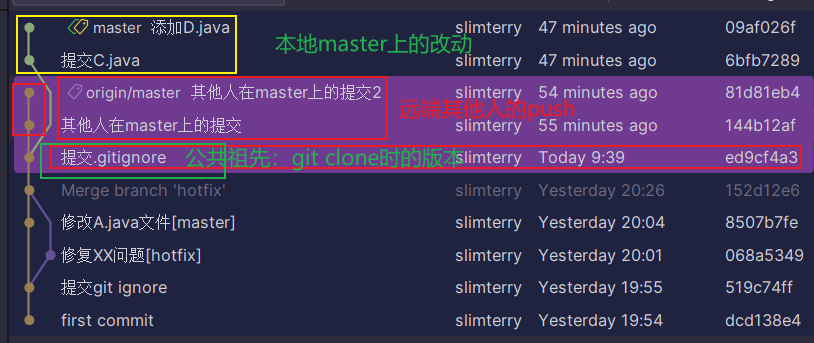 master 添加D.java slimterry 47 minutes ago 09af026f
本地master上的改动
提交C.java slimterry 47 minutes ago 6bfb7289
origin/master 其他人在master上的提交2 slimterry 54 minutes ago 81d81eb4
远端其他人的push
其他人在master上的提交 slimterry 55 minutes ago 144b12af
提交.gitignore slimterry Today 9:39 ed9cf4a3
公共祖先：git clone时的版本
Merge branch 'hotfix' slimterry Yesterday 20:26 152d12e6
修改A.java文件[master] slimterry Yesterday 20:04 8507b7fe
修复XX问题[hotfix] slimterry Yesterday 20:01 068a5349
提交git ignore slimterry Yesterday 19:55 519c74ff
first commit slimterry Yesterday 19:54 dcd138e4